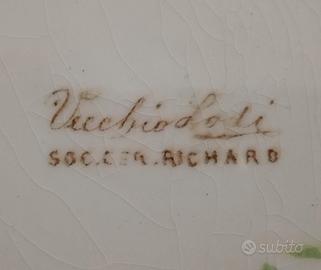 Vecchio Lodi
SOC. CER. RICHARD
subito